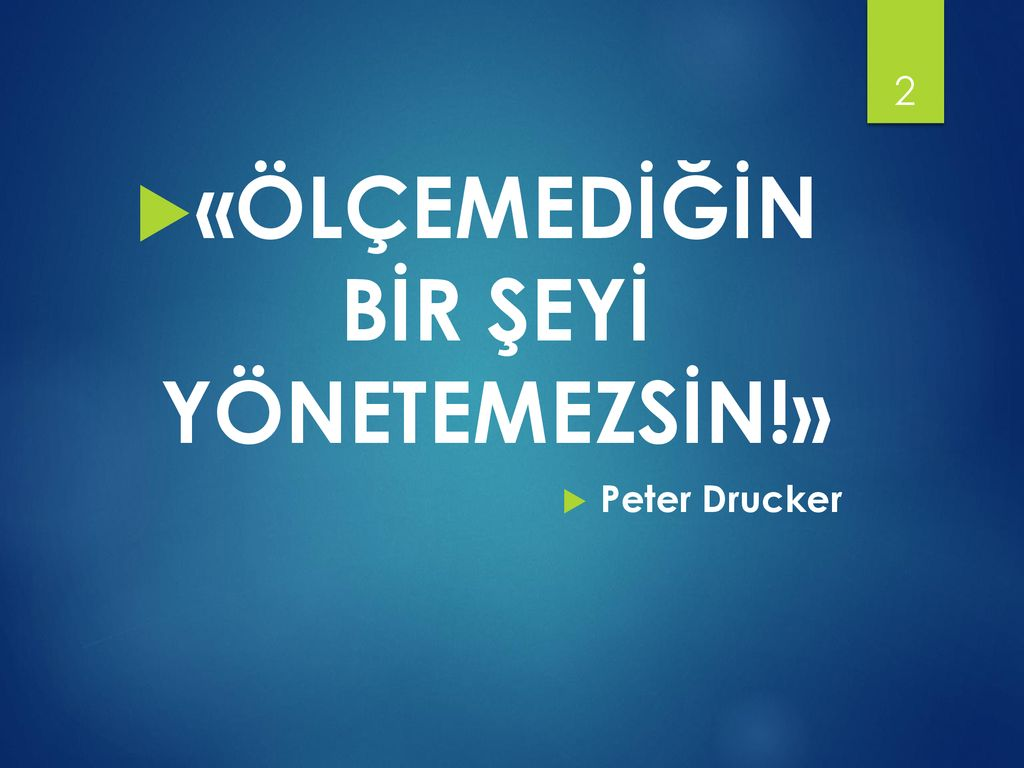 2
«ÖLÇEMEDİĞİN
BİR ŞEYİ
YÖNETEMEZSİN!»
Peter Drucker